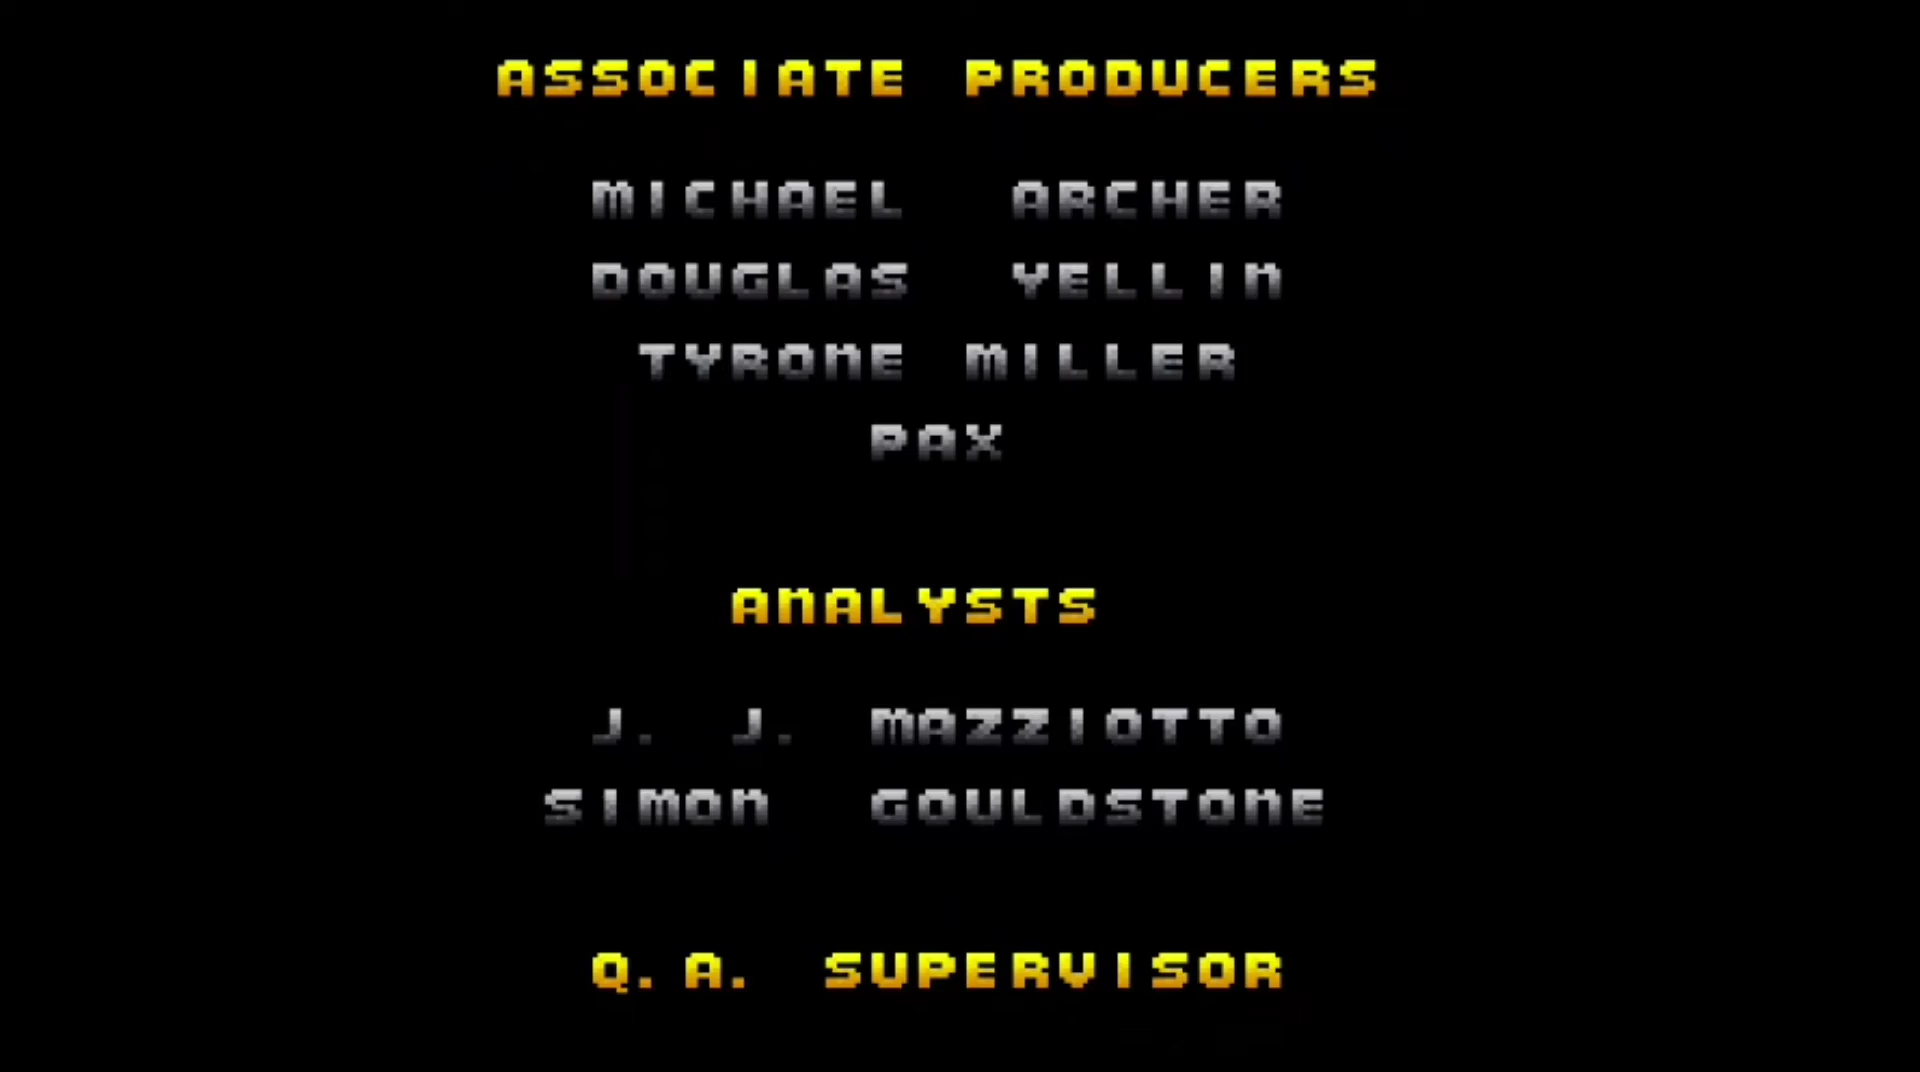 ASSOCIATE PRODUCERS
MICHAEL ARCHER
DOUGLAS YELLIN
TYRONE MILLER
PAX
ANALYSTS
J. J. MAZZIOTTO
SIMON GOULDSTONE
Q.A. SUPERVISOR